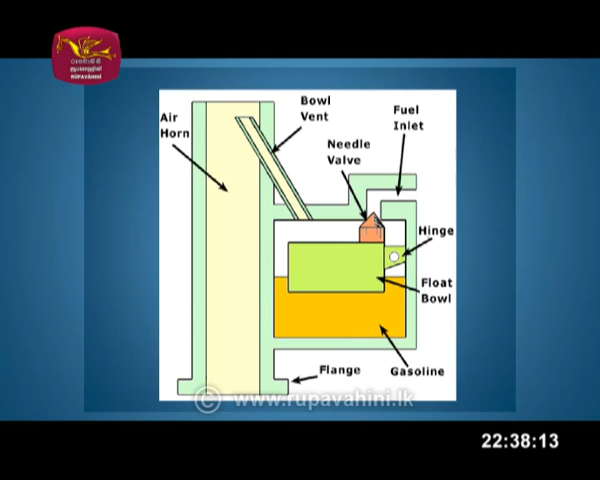 RUPAVAHINI
Air
Horn
Bowl
Vent
Needle
Valve
Fuel
Inlet
Hinge
Float
Bowl
Gasoline
Flange
© www.rupavahini.lk
22:38:13